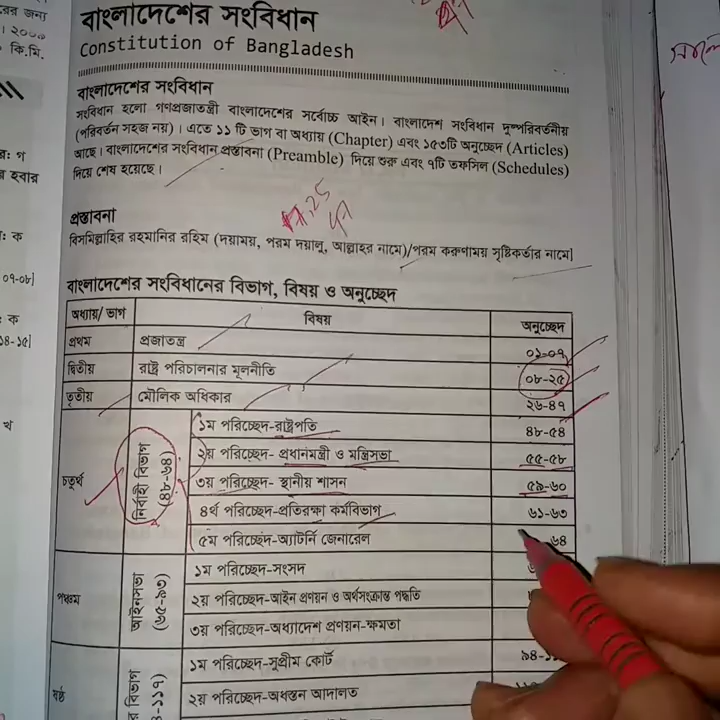 বাংলাদেশের সংবিধান
Constitution of Bangladesh
বাংলাদেশের সংবিধান
সংবিধান হলো গণপ্রজাতন্ত্রী বাংলাদেশের সর্বোচ্চ আইন। বাংলাদেশ সংবিধান দুষ্পরিবর্তনীয়
(পরিবর্তন সহজ নয়)। এতে ১১ টি ভাগ বা অধ্যায় (Chapter) এবং ১৫৩টি অনুচ্ছেদ (Articles)
আছে। বাংলাদেশের সংবিধান প্রস্তাবনা (Preamble) দিয়ে শুরু এবং ৭টি তফসিল (Schedules)
দিয়ে শেষ হয়েছে।
প্রস্তাবনা
বিসমিল্লাহির রহমানির রহিম (দয়াময়, পরম দয়ালু, আল্লাহর নামে)/পরম করুণাময় সৃষ্টিকর্তার নামে।
বাংলাদেশের সংবিধানের বিভাগ, বিষয় ও অনুচ্ছেদ
অধ্যায়/ ভাগ বিষয় অনুচ্ছেদ
প্রথম প্রজাতন্ত্র ০১-০৭
দ্বিতীয় রাষ্ট্র পরিচালনার মূলনীতি ০৮-২৫
তৃতীয় মৌলিক অধিকার ২৬-৪৭
চতুর্থ নির্বাহী বিভাগ (৪৮-৬৪)
১ম পরিচ্ছেদ-রাষ্ট্রপতি ৪৮-৫৪
২য় পরিচ্ছেদ- প্রধানমন্ত্রী ও মন্ত্রিসভা ৫৫-৫৮
৩য় পরিচ্ছেদ- স্থানীয় শাসন ৫৯-৬০
৪র্থ পরিচ্ছেদ-প্রতিরক্ষা কর্মবিভাগ ৬১-৬৩
৫ম পরিচ্ছেদ-অ্যাটর্নি জেনারেল ৬৪
পঞ্চম আইনসভা (৬৫-৯৩)
১ম পরিচ্ছেদ-সংসদ
২য় পরিচ্ছেদ-আইন প্রণয়ন ও অর্থসংক্রান্ত পদ্ধতি
৩য় পরিচ্ছেদ-অধ্যাদেশ প্রণয়ন-ক্ষমতা
ষষ্ঠ বিভাগ
১ম পরিচ্ছেদ-সুপ্রীম কোর্ট
২য় পরিচ্ছেদ-অধস্তন আদালত
কি.মি.
০৭-০৮]